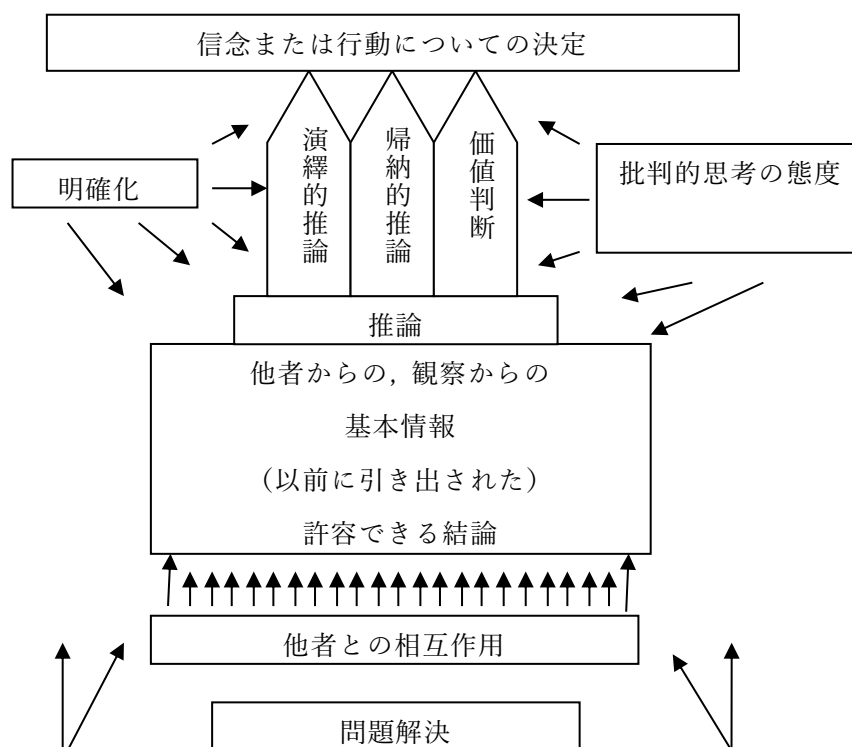 信念または行動についての決定
明確化
演繹的推論
帰納的推論
価値判断
批判的思考の態度
推論
他者からの, 観察からの
基本情報
(以前に引き出された)
許容できる結論
他者との相互作用
問題解決